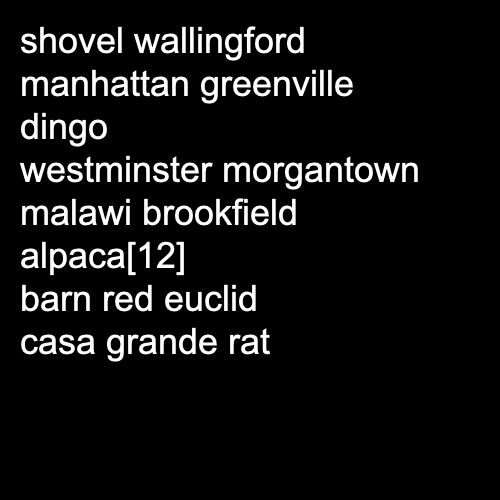 shovel wallingford
manhattan greenville
dingo
westminster morgantown
malawi brookfield
alpaca[12]
barn red euclid
casa grande rat